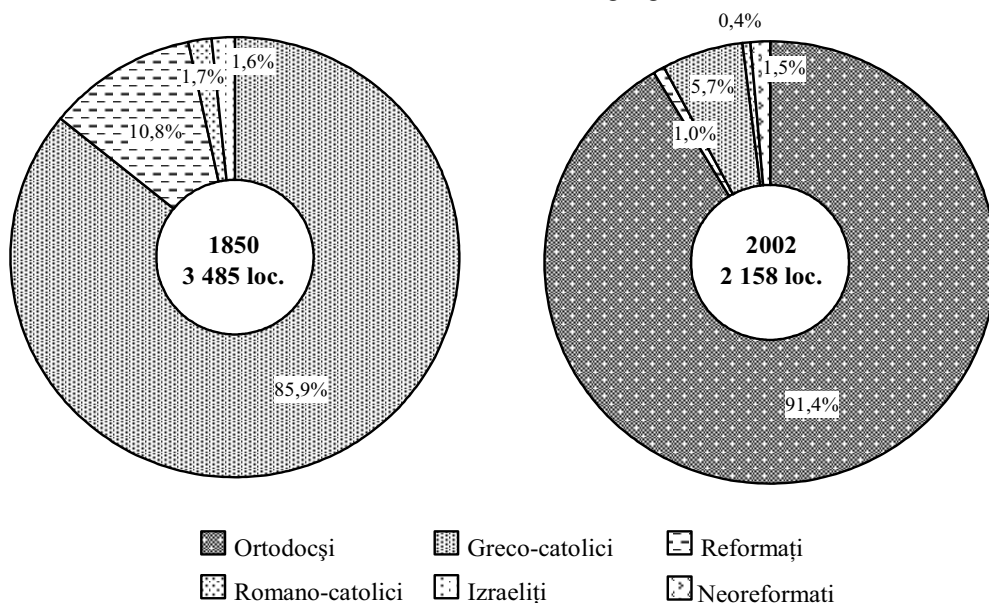 0,4%
1,7% 1,6%
10,8%
1850
3 485 loc.
85,9%
1,5%
5,7%
1,0%
2002
2 158 loc.
91,4%
Ortodocşi Greco-catolici Reformați
Romano-catolici Izraeliți Neoreformati